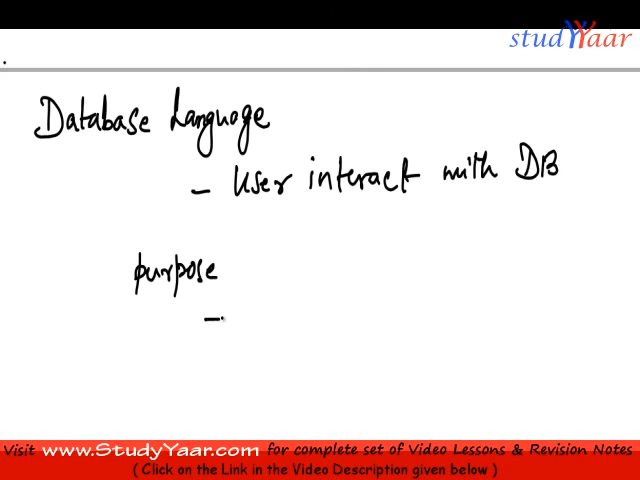 studYYaar
Database Language
- User interact with DB
purpose
-
Visit www.StudyYaar.com for complete set of Video Lessons & Revision Notes
( Click on the Link in the Video Description given below )